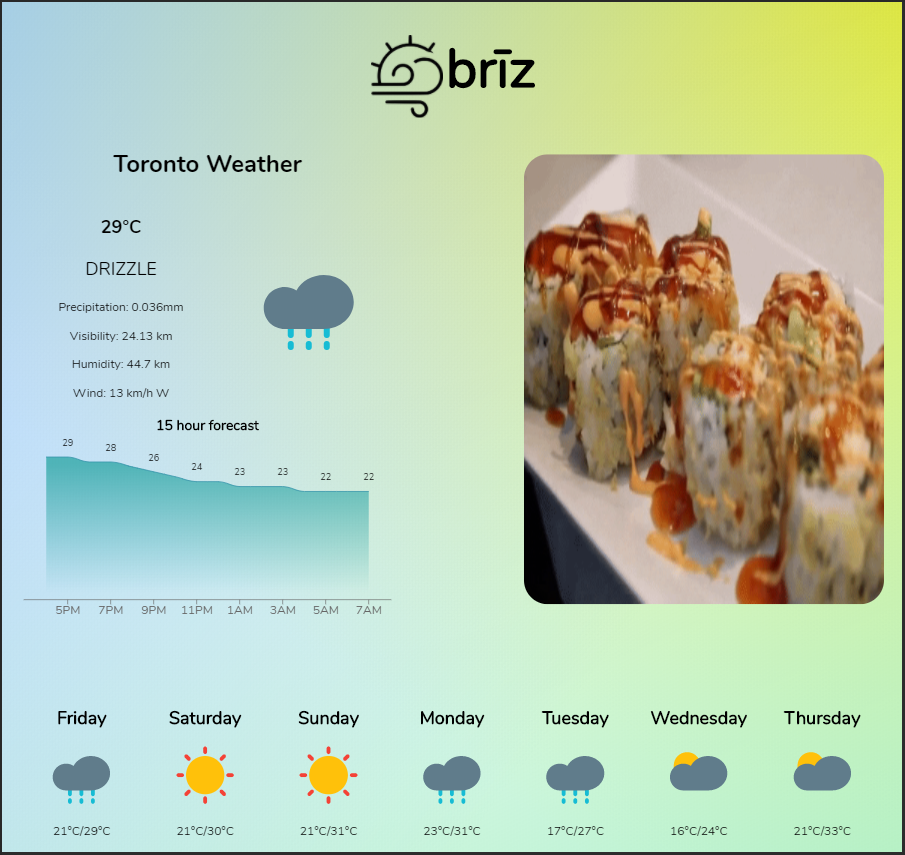 brīz
Toronto Weather
29°C
DRIZZLE
Precipitation: 0.036mm
Visibility: 24.13 km
Humidity: 44.7 km
Wind: 13 km/h W
15 hour forecast
29 28 26 24 23 23 22 22
5PM 7PM 9PM 11PM 1AM 3AM 5AM 7AM
Friday Saturday Sunday Monday Tuesday Wednesday Thursday
21°C/29°C 21°C/30°C 21°C/31°C 23°C/31°C 17°C/27°C 16°C/24°C 21°C/33°C